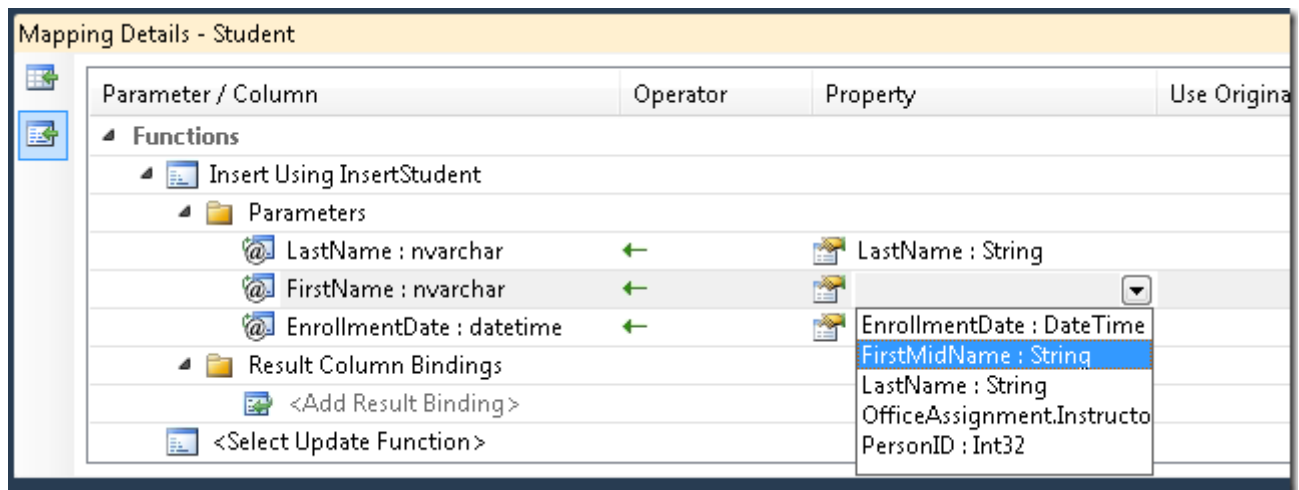 Mapping Details - Student
Parameter / Column Operator Property Use Origina
Functions
Insert Using InsertStudent
Parameters
@ LastName : nvarchar ← LastName : String
@ FirstName : nvarchar ←
@ EnrollmentDate : datetime ←
EnrollmentDate : DateTime
FirstMidName : String
LastName : String
OfficeAssignment.Instructo
PersonID : Int32
Result Column Bindings
<Add Result Binding>
<Select Update Function>